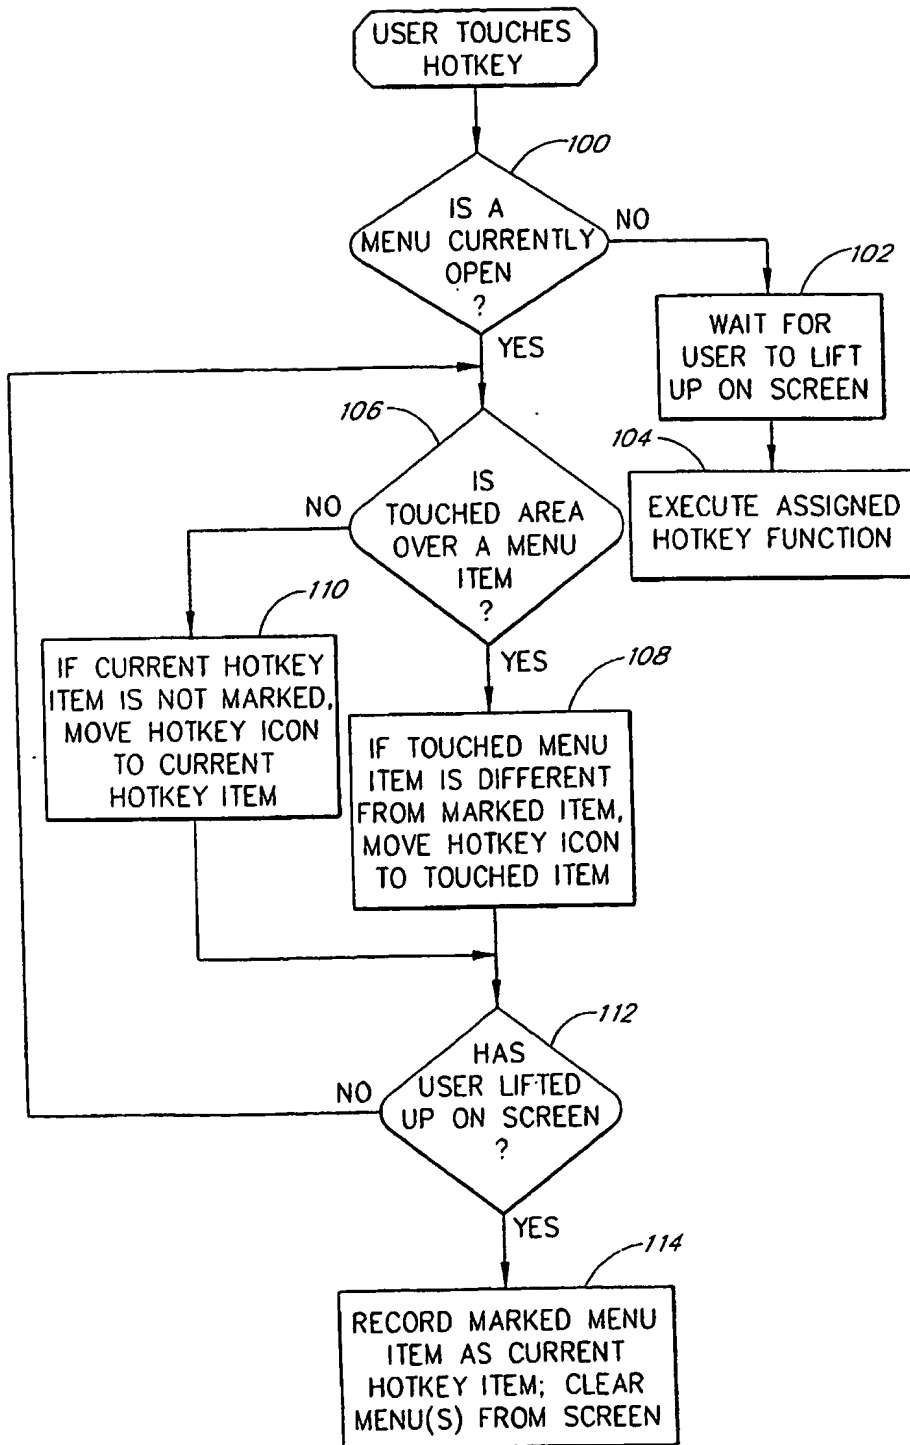 USER TOUCHES
HOTKEY
100
IS A
MENU CURRENTLY
OPEN
?
NO
YES
102
WAIT FOR
USER TO LIFT
UP ON SCREEN
104
EXECUTE ASSIGNED
HOTKEY FUNCTION
106
IS
TOUCHED AREA
OVER A MENU
ITEM
?
NO
YES
110
IF CURRENT HOTKEY
ITEM IS NOT MARKED,
MOVE HOTKEY ICON
TO CURRENT
HOTKEY ITEM
108
IF TOUCHED MENU
ITEM IS DIFFERENT
FROM MARKED ITEM,
MOVE HOTKEY ICON
TO TOUCHED ITEM
112
HAS
USER LIFTED
UP ON SCREEN
?
NO
YES
114
RECORD MARKED MENU
ITEM AS CURRENT
HOTKEY ITEM; CLEAR
MENU(S) FROM SCREEN